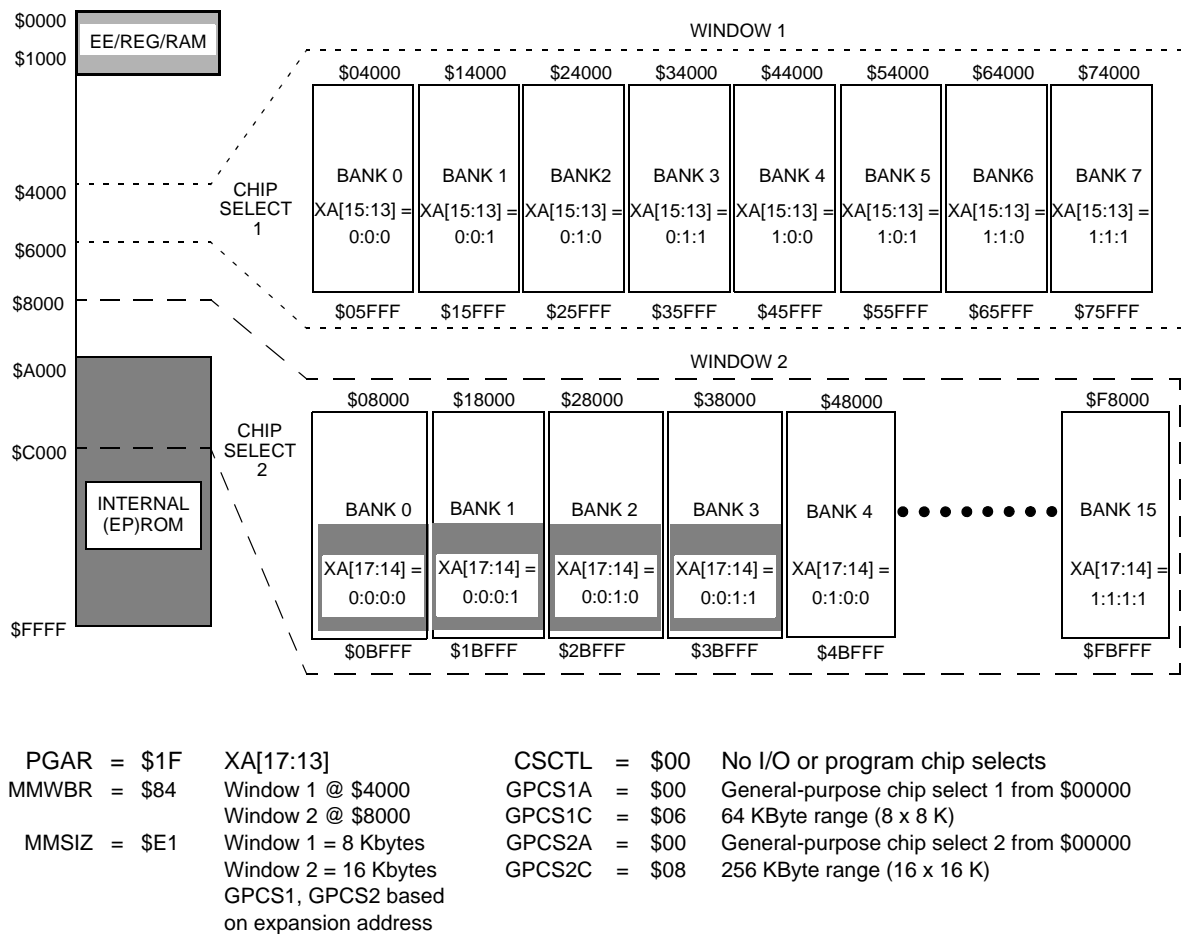 $0000
EE/REG/RAM
$1000
WINDOW 1
$04000 $14000 $24000 $34000 $44000 $54000 $64000 $74000
BANK 0 BANK 1 BANK2 BANK 3 BANK 4 BANK 5 BANK6 BANK 7
XA[15:13] = XA[15:13] = XA[15:13] = XA[15:13] = XA[15:13] = XA[15:13] = XA[15:13] = XA[15:13] =
0:0:0 0:0:1 0:1:0 0:1:1 1:0:0 1:0:1 1:1:0 1:1:1
$05FFF $15FFF $25FFF $35FFF $45FFF $55FFF $65FFF $75FFF
$4000
CHIP
SELECT
1
$6000
$8000
WINDOW 2
$A000
$08000 $18000 $28000 $38000 $48000 $F8000
CHIP
SELECT
2
$C000
INTERNAL
(EP)ROM
BANK 0 BANK 1 BANK 2 BANK 3 BANK 4 BANK 15
XA[17:14] = XA[17:14] = XA[17:14] = XA[17:14] = XA[17:14] = XA[17:14] =
0:0:0:0 0:0:0:1 0:0:1:0 0:0:1:1 0:1:0:0 1:1:1:1
$FFFF
$0BFFF $1BFFF $2BFFF $3BFFF $4BFFF $FBFFF
PGAR = $1F XA[17:13]
MMWBR = $84 Window 1 @ $4000
Window 2 @ $8000
MMSIZ = $E1 Window 1 = 8 Kbytes
Window 2 = 16 Kbytes
GPCS1, GPCS2 based
on expansion address
CSCTL = $00 No I/O or program chip selects
GPCS1A = $00 General-purpose chip select 1 from $00000
GPCS1C = $06 64 KByte range (8 x 8 K)
GPCS2A = $00 General-purpose chip select 2 from $00000
GPCS2C = $08 256 KByte range (16 x 16 K)